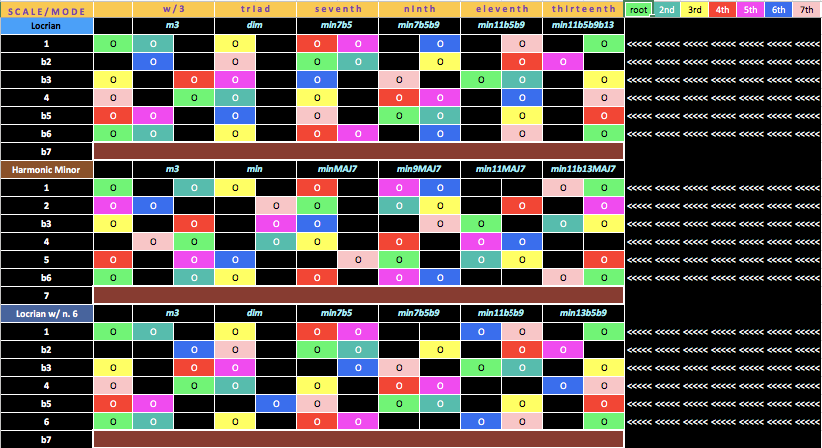 SCALE/MODE w/3 triad seventh ninth eleventh thirteenth root 2nd 3rd 4th 5th 6th 7th
Locrian m3 dim min7b5 min7b5b9 min11b5b9 min11b5b9b13
1 O O O O O O O O <<<<< <<<<< <<<<< <<<<< <<<<< <<<<< <<<<<
b2 O O O O O O O <<<<< <<<<< <<<<< <<<<< <<<<< <<<<< <<<<<
b3 O O O O O O O O <<<<< <<<<< <<<<< <<<<< <<<<< <<<<< <<<<<
4 O O O O O O O O <<<<< <<<<< <<<<< <<<<< <<<<< <<<<< <<<<<
b5 O O O O O O O O <<<<< <<<<< <<<<< <<<<< <<<<< <<<<< <<<<<
b6 O O O O O O O O <<<<< <<<<< <<<<< <<<<< <<<<< <<<<< <<<<<
b7
Harmonic Minor m3 min minMAJ7 min9MAJ7 min11MAJ7 min11b13MAJ7
1 O O O O O O O O <<<<< <<<<< <<<<< <<<<< <<<<< <<<<< <<<<<
2 O O O O O O O O <<<<< <<<<< <<<<< <<<<< <<<<< <<<<< <<<<<
b3 O O O O O O O O <<<<< <<<<< <<<<< <<<<< <<<<< <<<<< <<<<<
4 O O O O O O O <<<<< <<<<< <<<<< <<<<< <<<<< <<<<< <<<<<
5 O O O O O O O O <<<<< <<<<< <<<<< <<<<< <<<<< <<<<< <<<<<
b6 O O O O O O O O <<<<< <<<<< <<<<< <<<<< <<<<< <<<<< <<<<<
7
Locrian w/ n. 6 m3 dim min7b5 min7b5b9 min11b5b9 min13b5b9
1 O O O O O O O O <<<<< <<<<< <<<<< <<<<< <<<<< <<<<< <<<<<
b2 O O O O O O O <<<<< <<<<< <<<<< <<<<< <<<<< <<<<< <<<<<
b3 O O O O O O O O <<<<< <<<<< <<<<< <<<<< <<<<< <<<<< <<<<<
4 O O O O O O O O <<<<< <<<<< <<<<< <<<<< <<<<< <<<<< <<<<<
b5 O O O O O O O O <<<<< <<<<< <<<<< <<<<< <<<<< <<<<< <<<<<
6 O O O O O O O O <<<<< <<<<< <<<<< <<<<< <<<<< <<<<< <<<<<
b7